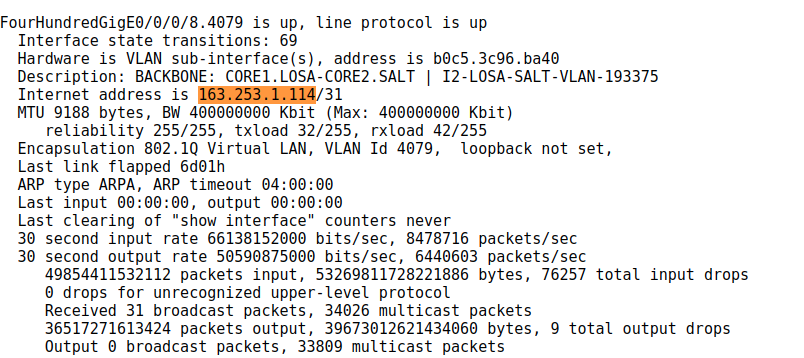 FourHundredGigE0/0/0/8.4079 is up, line protocol is up
Interface state transitions: 69
Hardware is VLAN sub-interface(s), address is b0c5.3c96.ba40
Description: BACKBONE: CORE1.LOSA-CORE2.SALT | I2-LOSA-SALT-VLAN-193375
Internet address is 163.253.1.114/31
MTU 9188 bytes, BW 400000000 Kbit (Max: 400000000 Kbit)
reliability 255/255, txload 32/255, rxload 42/255
Encapsulation 802.1Q Virtual LAN, VLAN Id 4079,  loopback not set,
Last link flapped 6d01h
ARP type ARPA, ARP timeout 04:00:00
Last input 00:00:00, output 00:00:00
Last clearing of "show interface" counters never
30 second input rate 66138152000 bits/sec, 8478716 packets/sec
30 second output rate 50590875000 bits/sec, 6440603 packets/sec
49854411532112 packets input, 53269811728221886 bytes, 76257 total input drops
0 drops for unrecognized upper-level protocol
Received 31 broadcast packets, 34026 multicast packets
36517271613424 packets output, 39673012621434060 bytes, 9 total output drops
Output 0 broadcast packets, 33809 multicast packets